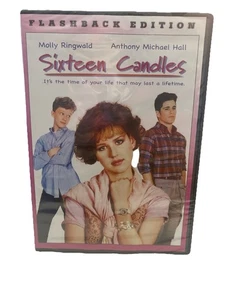 FLASHBACK EDITION
Molly Ringwald Anthony Michael Hall
Sixteen Candles
It's the time of your life that may last a lifetime.